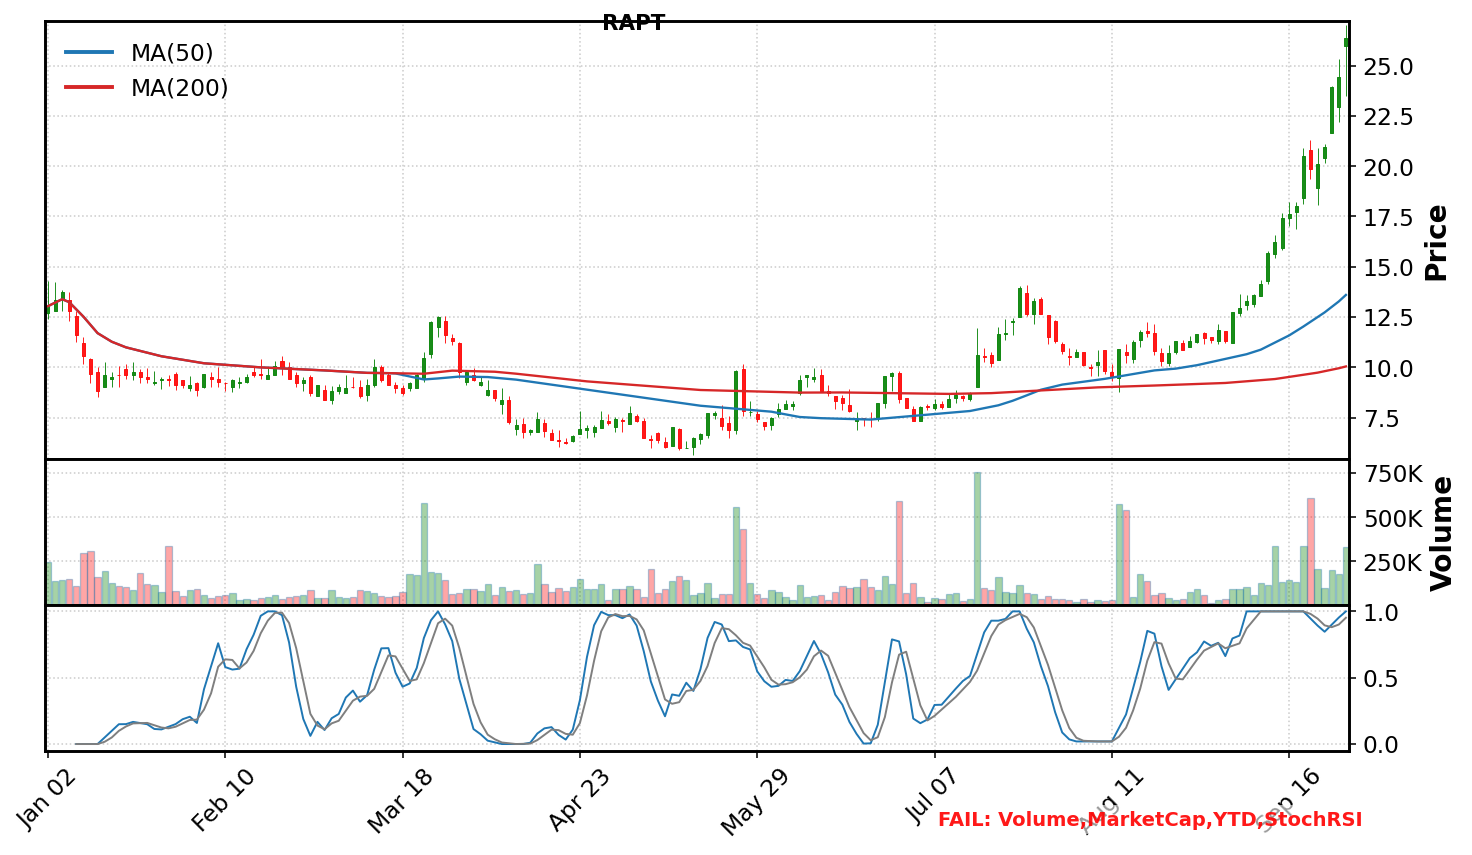 RAPT
MA(50)
MA(200)
25.0
22.5
20.0
17.5
15.0
12.5
10.0
7.5
Price
750K
500K
250K
Volume
1.0
0.5
0.0
Jan 02
Feb 10
Mar 18
Apr 23
May 29
Jul 07
Aug 11
Sep 16
FAIL: Volume,MarketCap,YTD,StochRSI